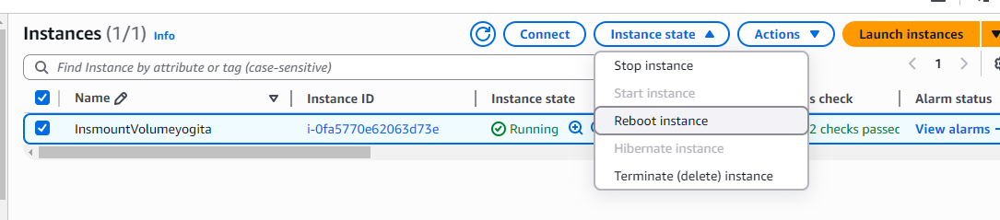 Instances (1/1) Info Connect Instance state Actions Launch instances
Find Instance by attribute or tag (case-sensitive) 1
Stop instance
Start instance
Name Instance ID Instance state check Alarm status
Reboot instance
InsmountVolumeyogita i-0fa5770e62063d73e Running 2 checks passec View alarms
Hibernate instance
Terminate (delete) instance